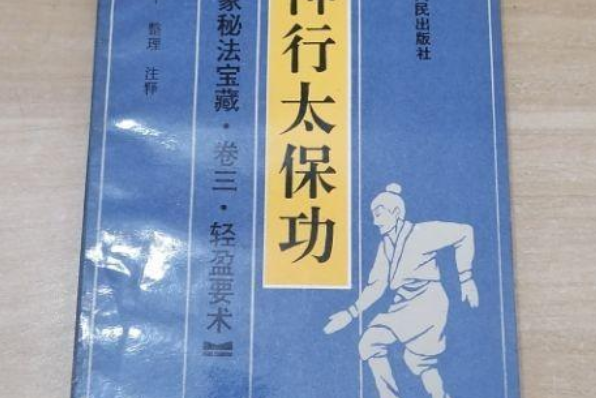 民出版社
行太保功
家秘法宝藏·卷三·轻盈要术】
整理 注释